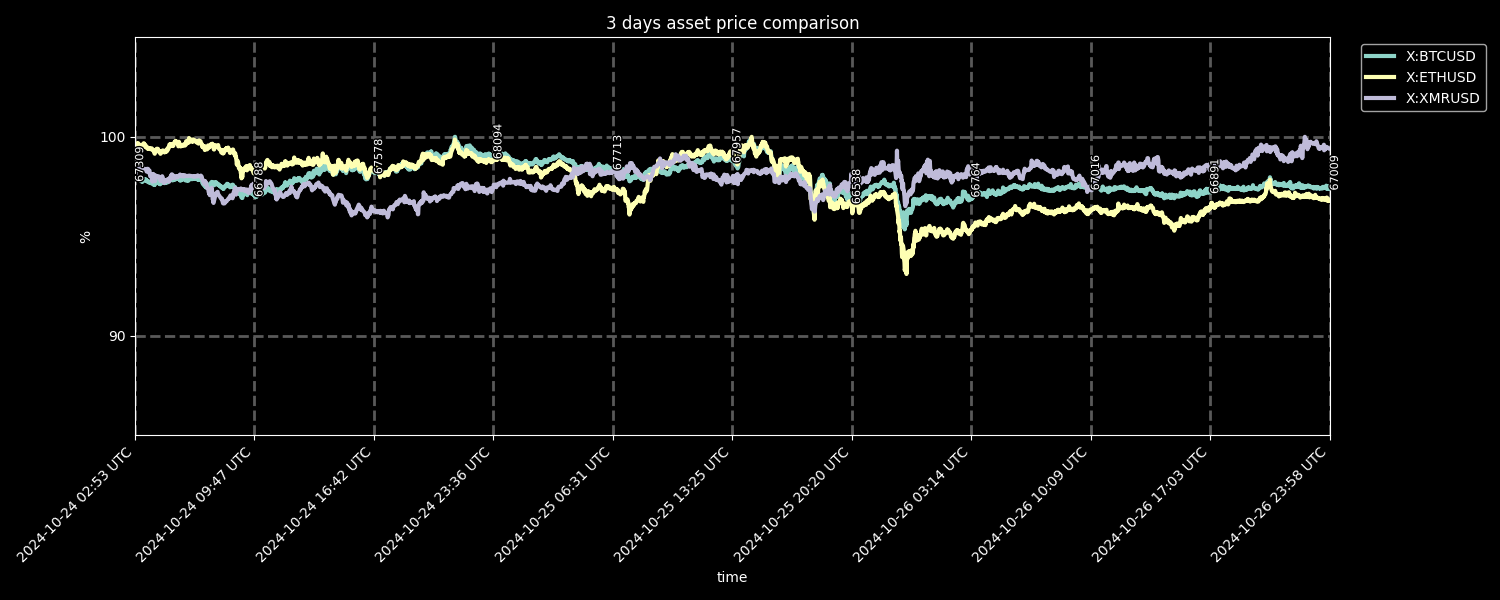 3 days asset price comparison
X:BTCUSD
X:ETHUSD
X:XMRUSD
100
90
%
67309
66788
67578
68094
67713
67957
66538
66764
67016
66891
67009
2024-10-24 02:53 UTC
2024-10-24 09:47 UTC
2024-10-24 16:42 UTC
2024-10-24 23:36 UTC
2024-10-25 06:31 UTC
2024-10-25 13:25 UTC
2024-10-25 20:20 UTC
2024-10-26 03:14 UTC
2024-10-26 10:09 UTC
2024-10-26 17:03 UTC
2024-10-26 23:58 UTC
time